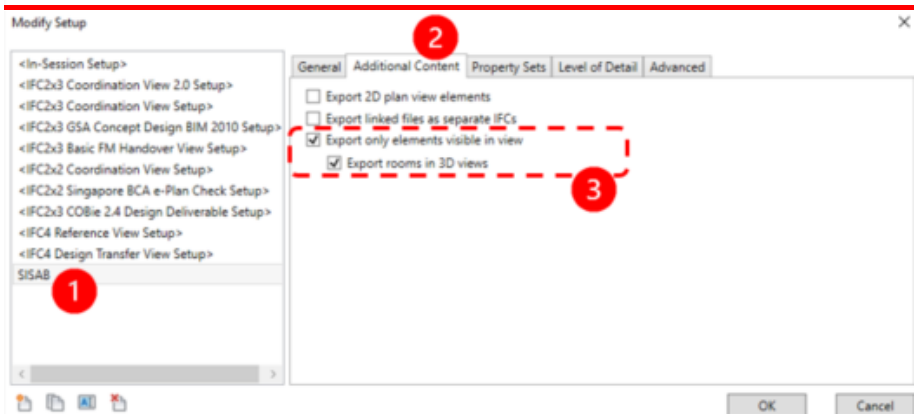 Modify Setup
2
<In-Session Setup>
<IFC2x3 Coordination View 2.0 Setup>
<IFC2x3 Coordination View Setup>
<IFC2x3 GSA Concept Design BIM 2010 Setup>
<IFC2x3 Basic FM Handover View Setup>
<IFC2x2 Coordination View Setup>
<IFC2x2 Singapore BCA e-Plan Check Setup>
<IFC2x3 COBie 2.4 Design Deliverable Setup>
<IFC4 Reference View Setup>
<IFC4 Design Transfer View Setup>
SISAB
1
General Additional Content Property Sets Level of Detail Advanced
Export 2D plan view elements
Export linked files as separate IFCs
Export only elements visible in view
Export rooms in 3D views
3
OK Cancel